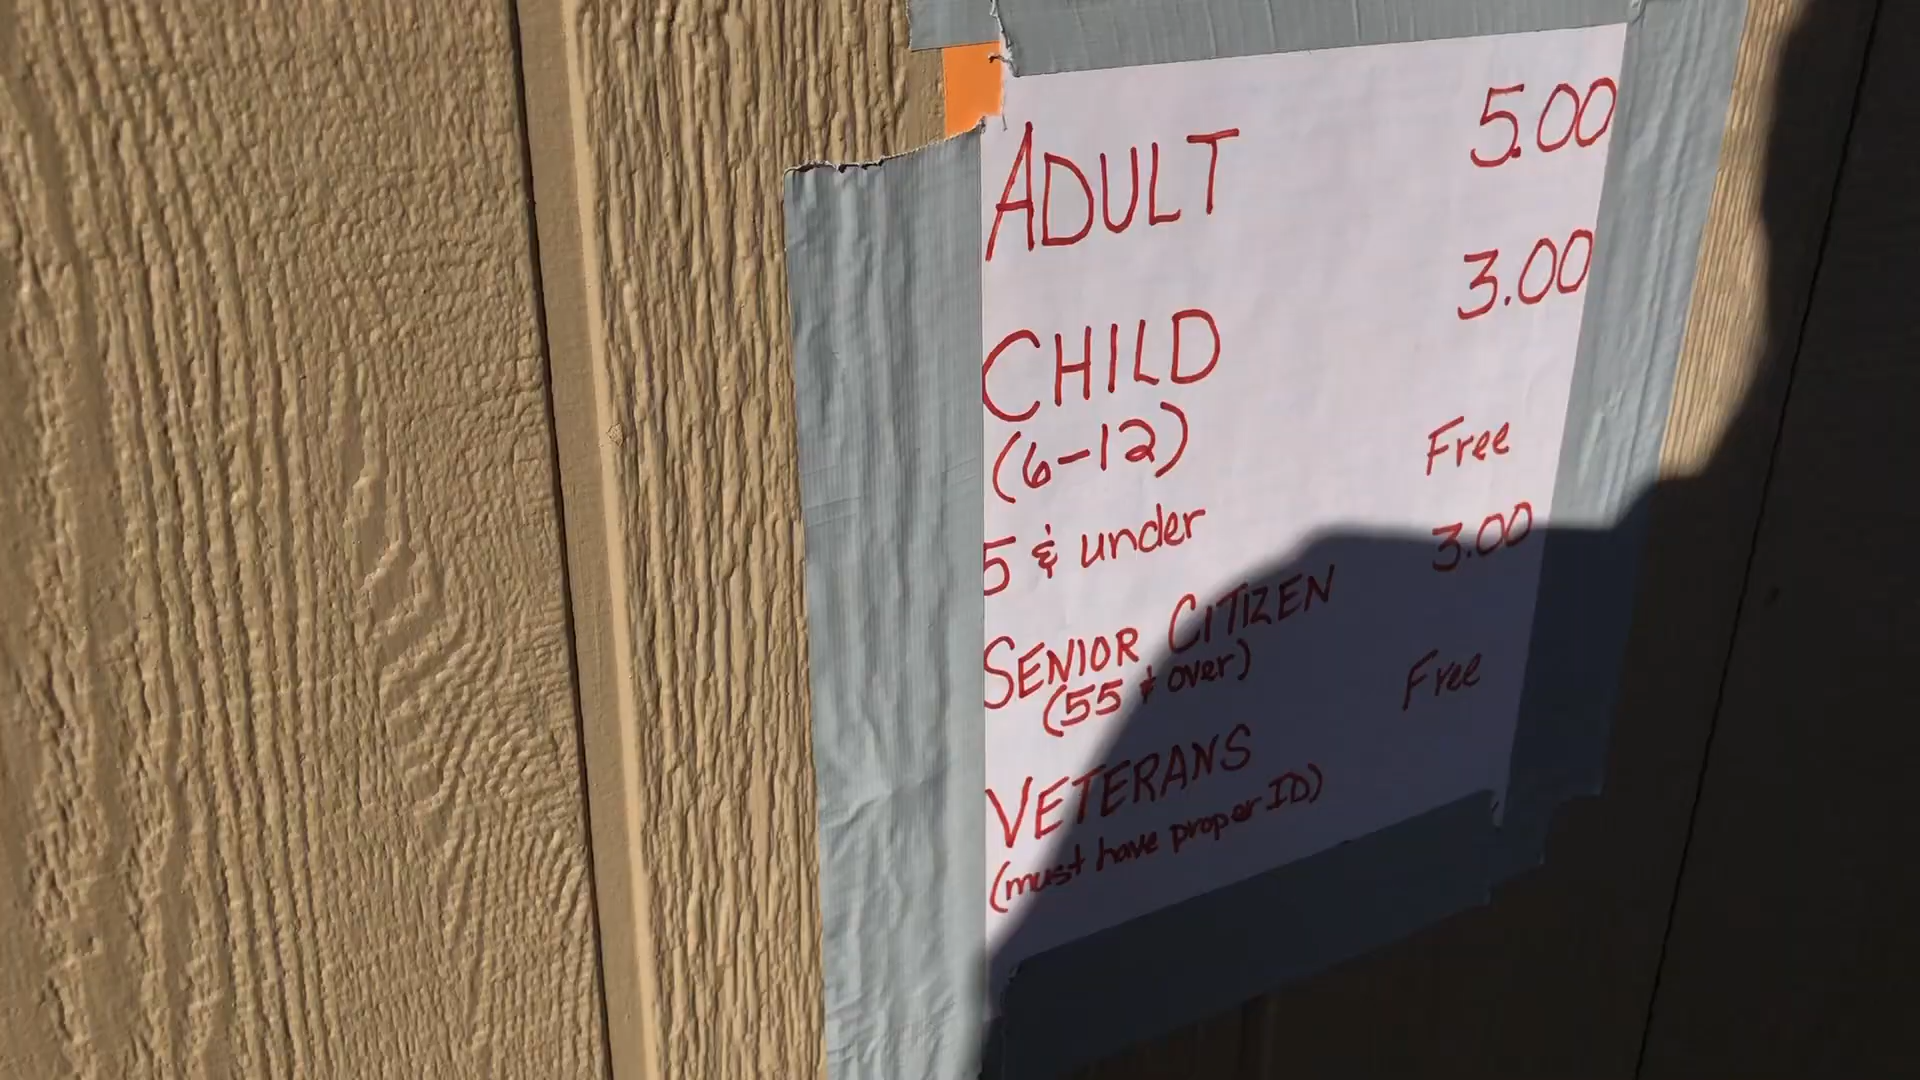 ADULT 5.00
CHILD 3.00
(6-12)
5 & under Free
SENIOR CITIZEN 3.00
(55 & over)
VETERANS Free
(must have proper ID)